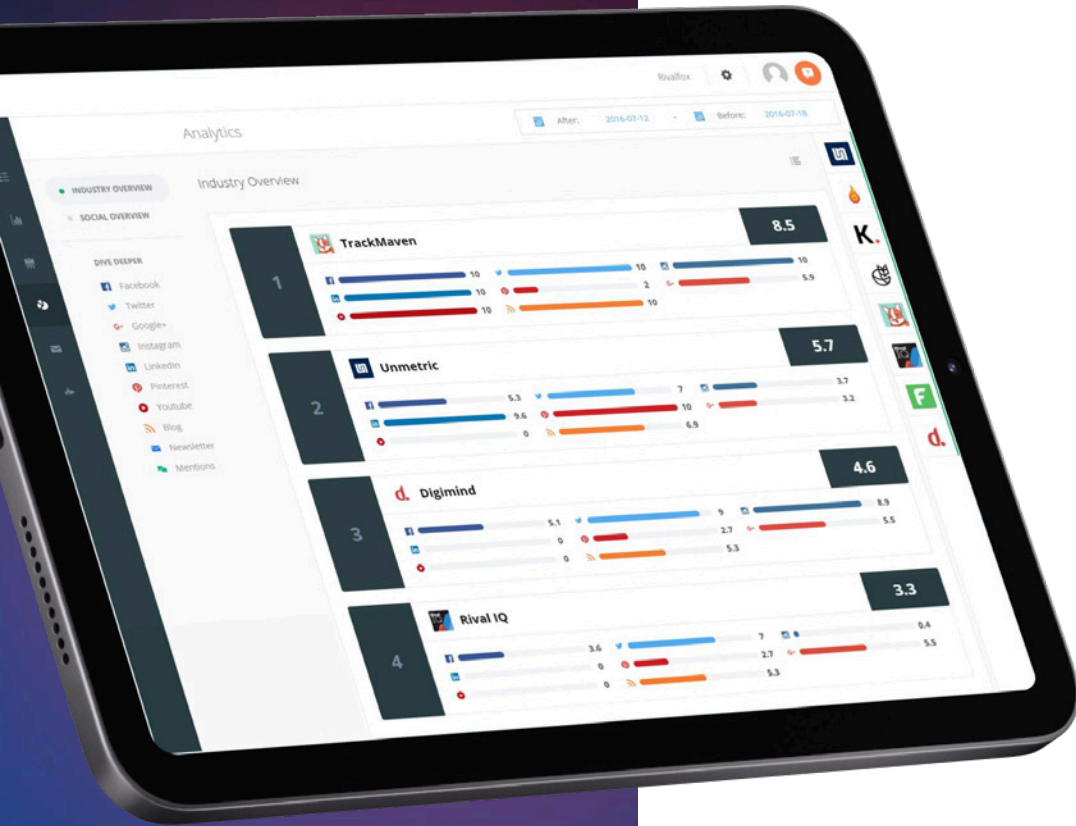 Rivalfox
Analytics
After: 2016-07-12 - Before: 2016-07-18
INDUSTRY OVERVIEW
SOCIAL OVERVIEW
DIVE DEEPER
Facebook
Twitter
Google+
Instagram
LinkedIn
Pinterest
Youtube
Blog
Newsletter
Mentions
Industry Overview
1
TrackMaven
8.5
10 10 10
10 2 5.9
10 10
2
Unmetric
5.7
5.3 7 3.7
9.6 10 3.2
0 6.9
3
d. Digimind
4.6
5.1 9 8.9
0 2.7 5.5
0 5.3
4
Rival IQ
3.3
3.6 7 0.4
0 2.7 5.5
0 5.3
K.
F
d.